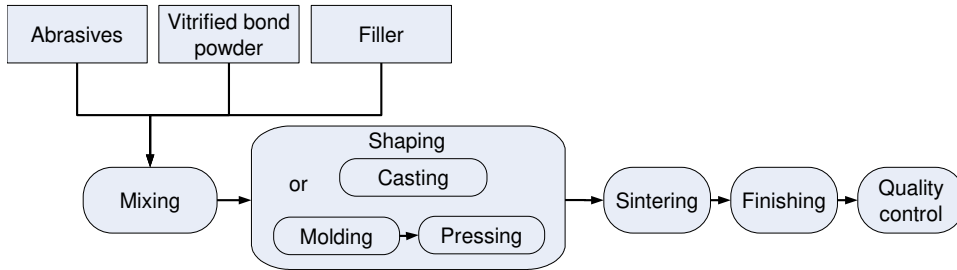 Abrasives
Vitrified bond
powder
Filler
Mixing
Shaping
or
Casting
Molding
Pressing
Sintering
Finishing
Quality
control